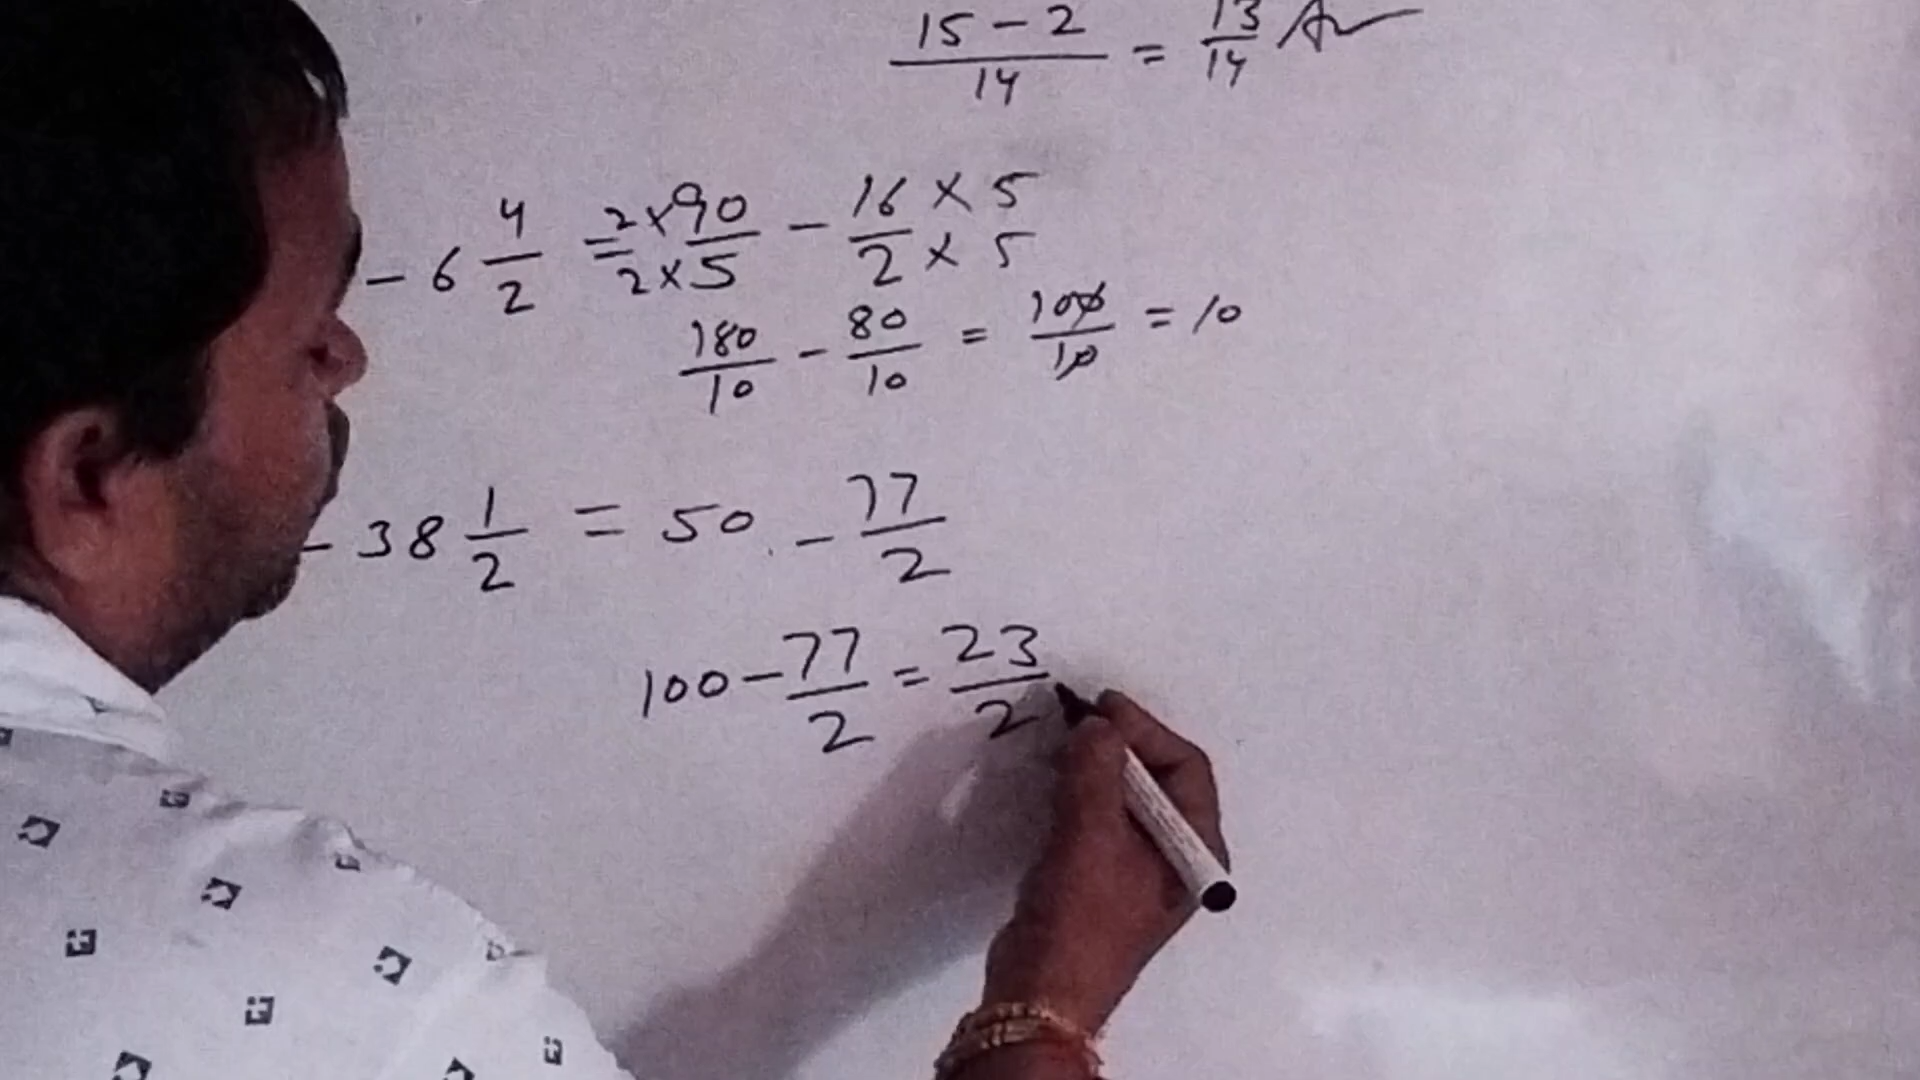 15 - 2 / 14 = 13/14 Ans
- 6 4/2 = 2×90 / 2×5 - 16 × 5 / 2 × 5
180/10 - 80/10 = 100/10 = 10
- 38 1/2 = 50 - 77/2
100 - 77/2 = 23/2